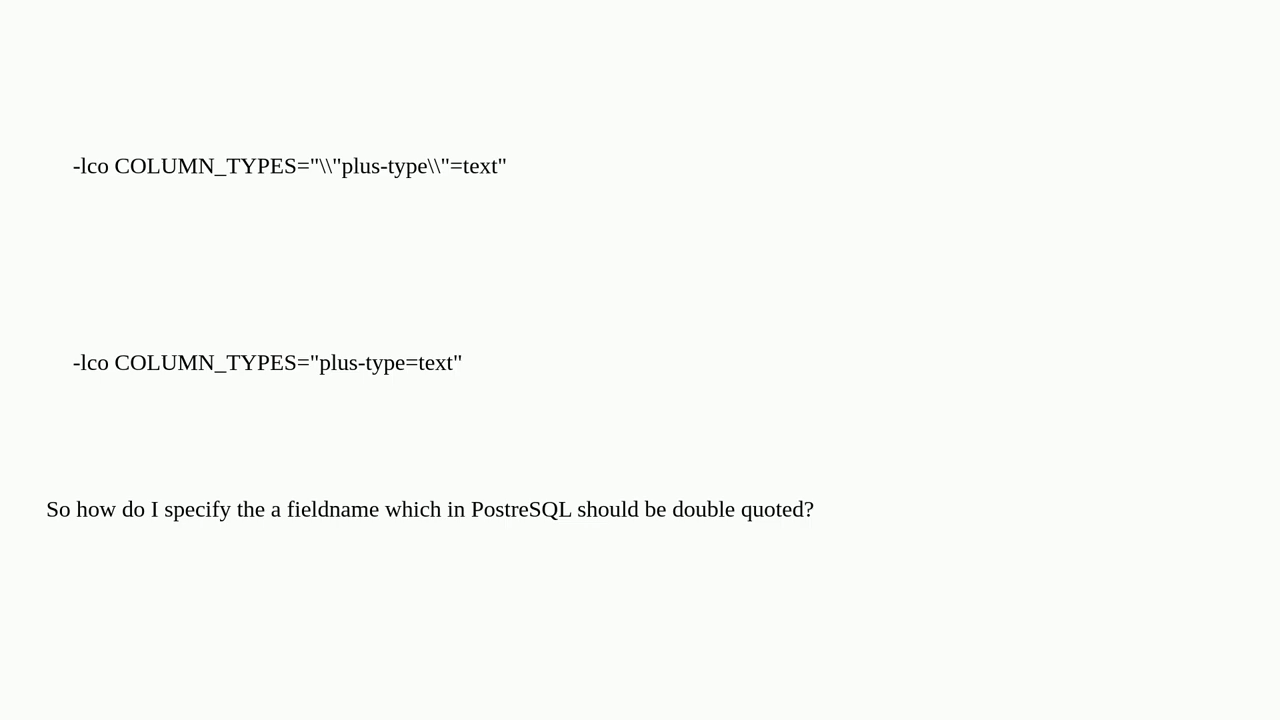 -lco COLUMN_TYPES="\\"plus-type\\"=text"
-lco COLUMN_TYPES="plus-type=text"
So how do I specify the a fieldname which in PostreSQL should be double quoted?